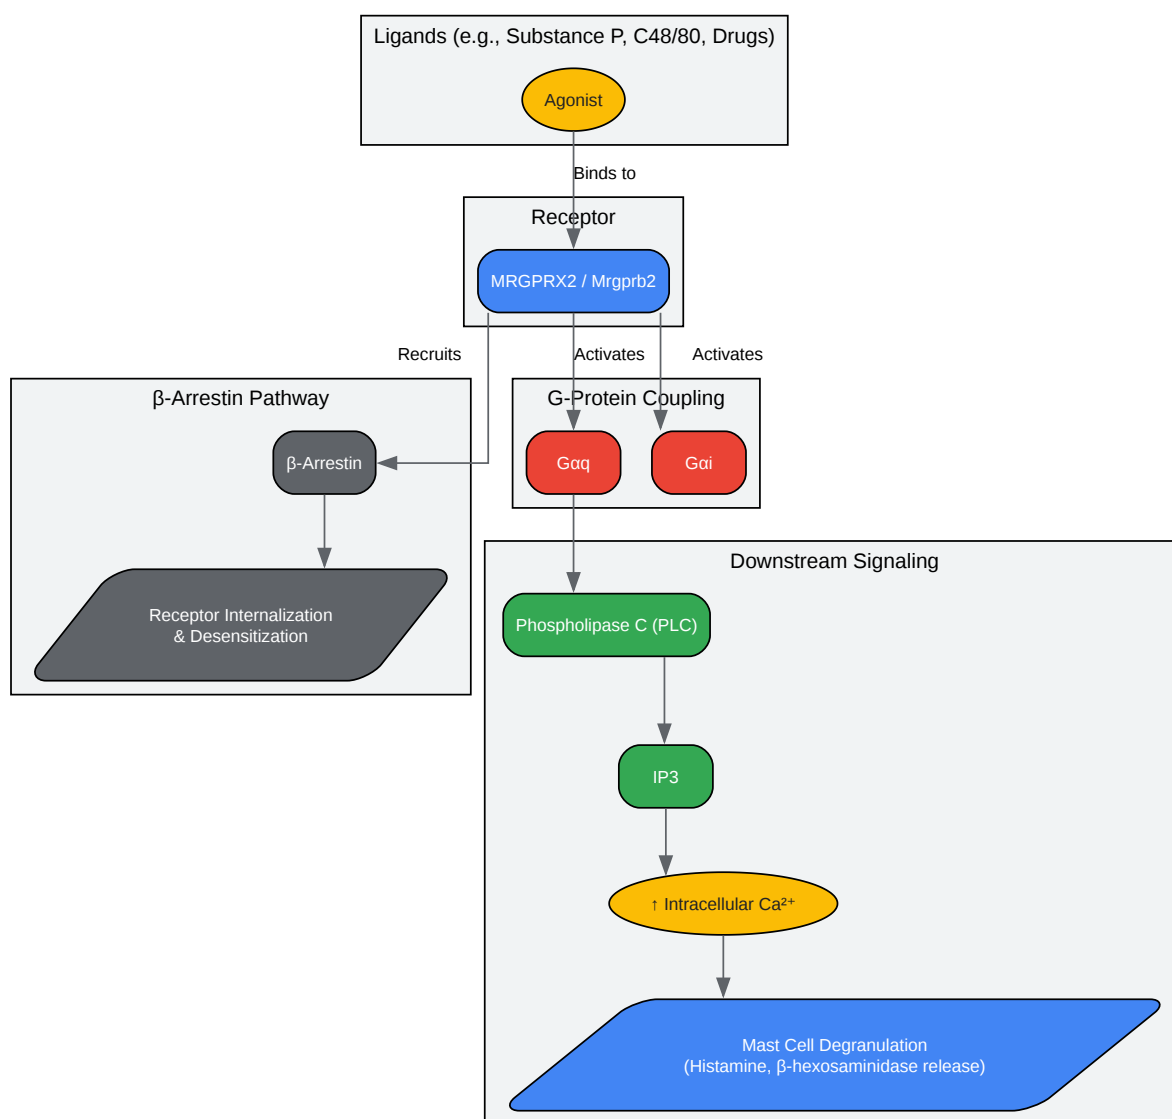 Ligands (e.g., Substance P, C48/80, Drugs)
Agonist
Binds to
Receptor
MRGPRX2 / Mrgprb2
Recruits
Activates
Activates
β-Arrestin Pathway
G-Protein Coupling
β-Arrestin
Gαq
Gαi
Downstream Signaling
Receptor Internalization
& Desensitization
Phospholipase C (PLC)
IP3
↑ Intracellular Ca²⁺
Mast Cell Degranulation
(Histamine, β-hexosaminidase release)